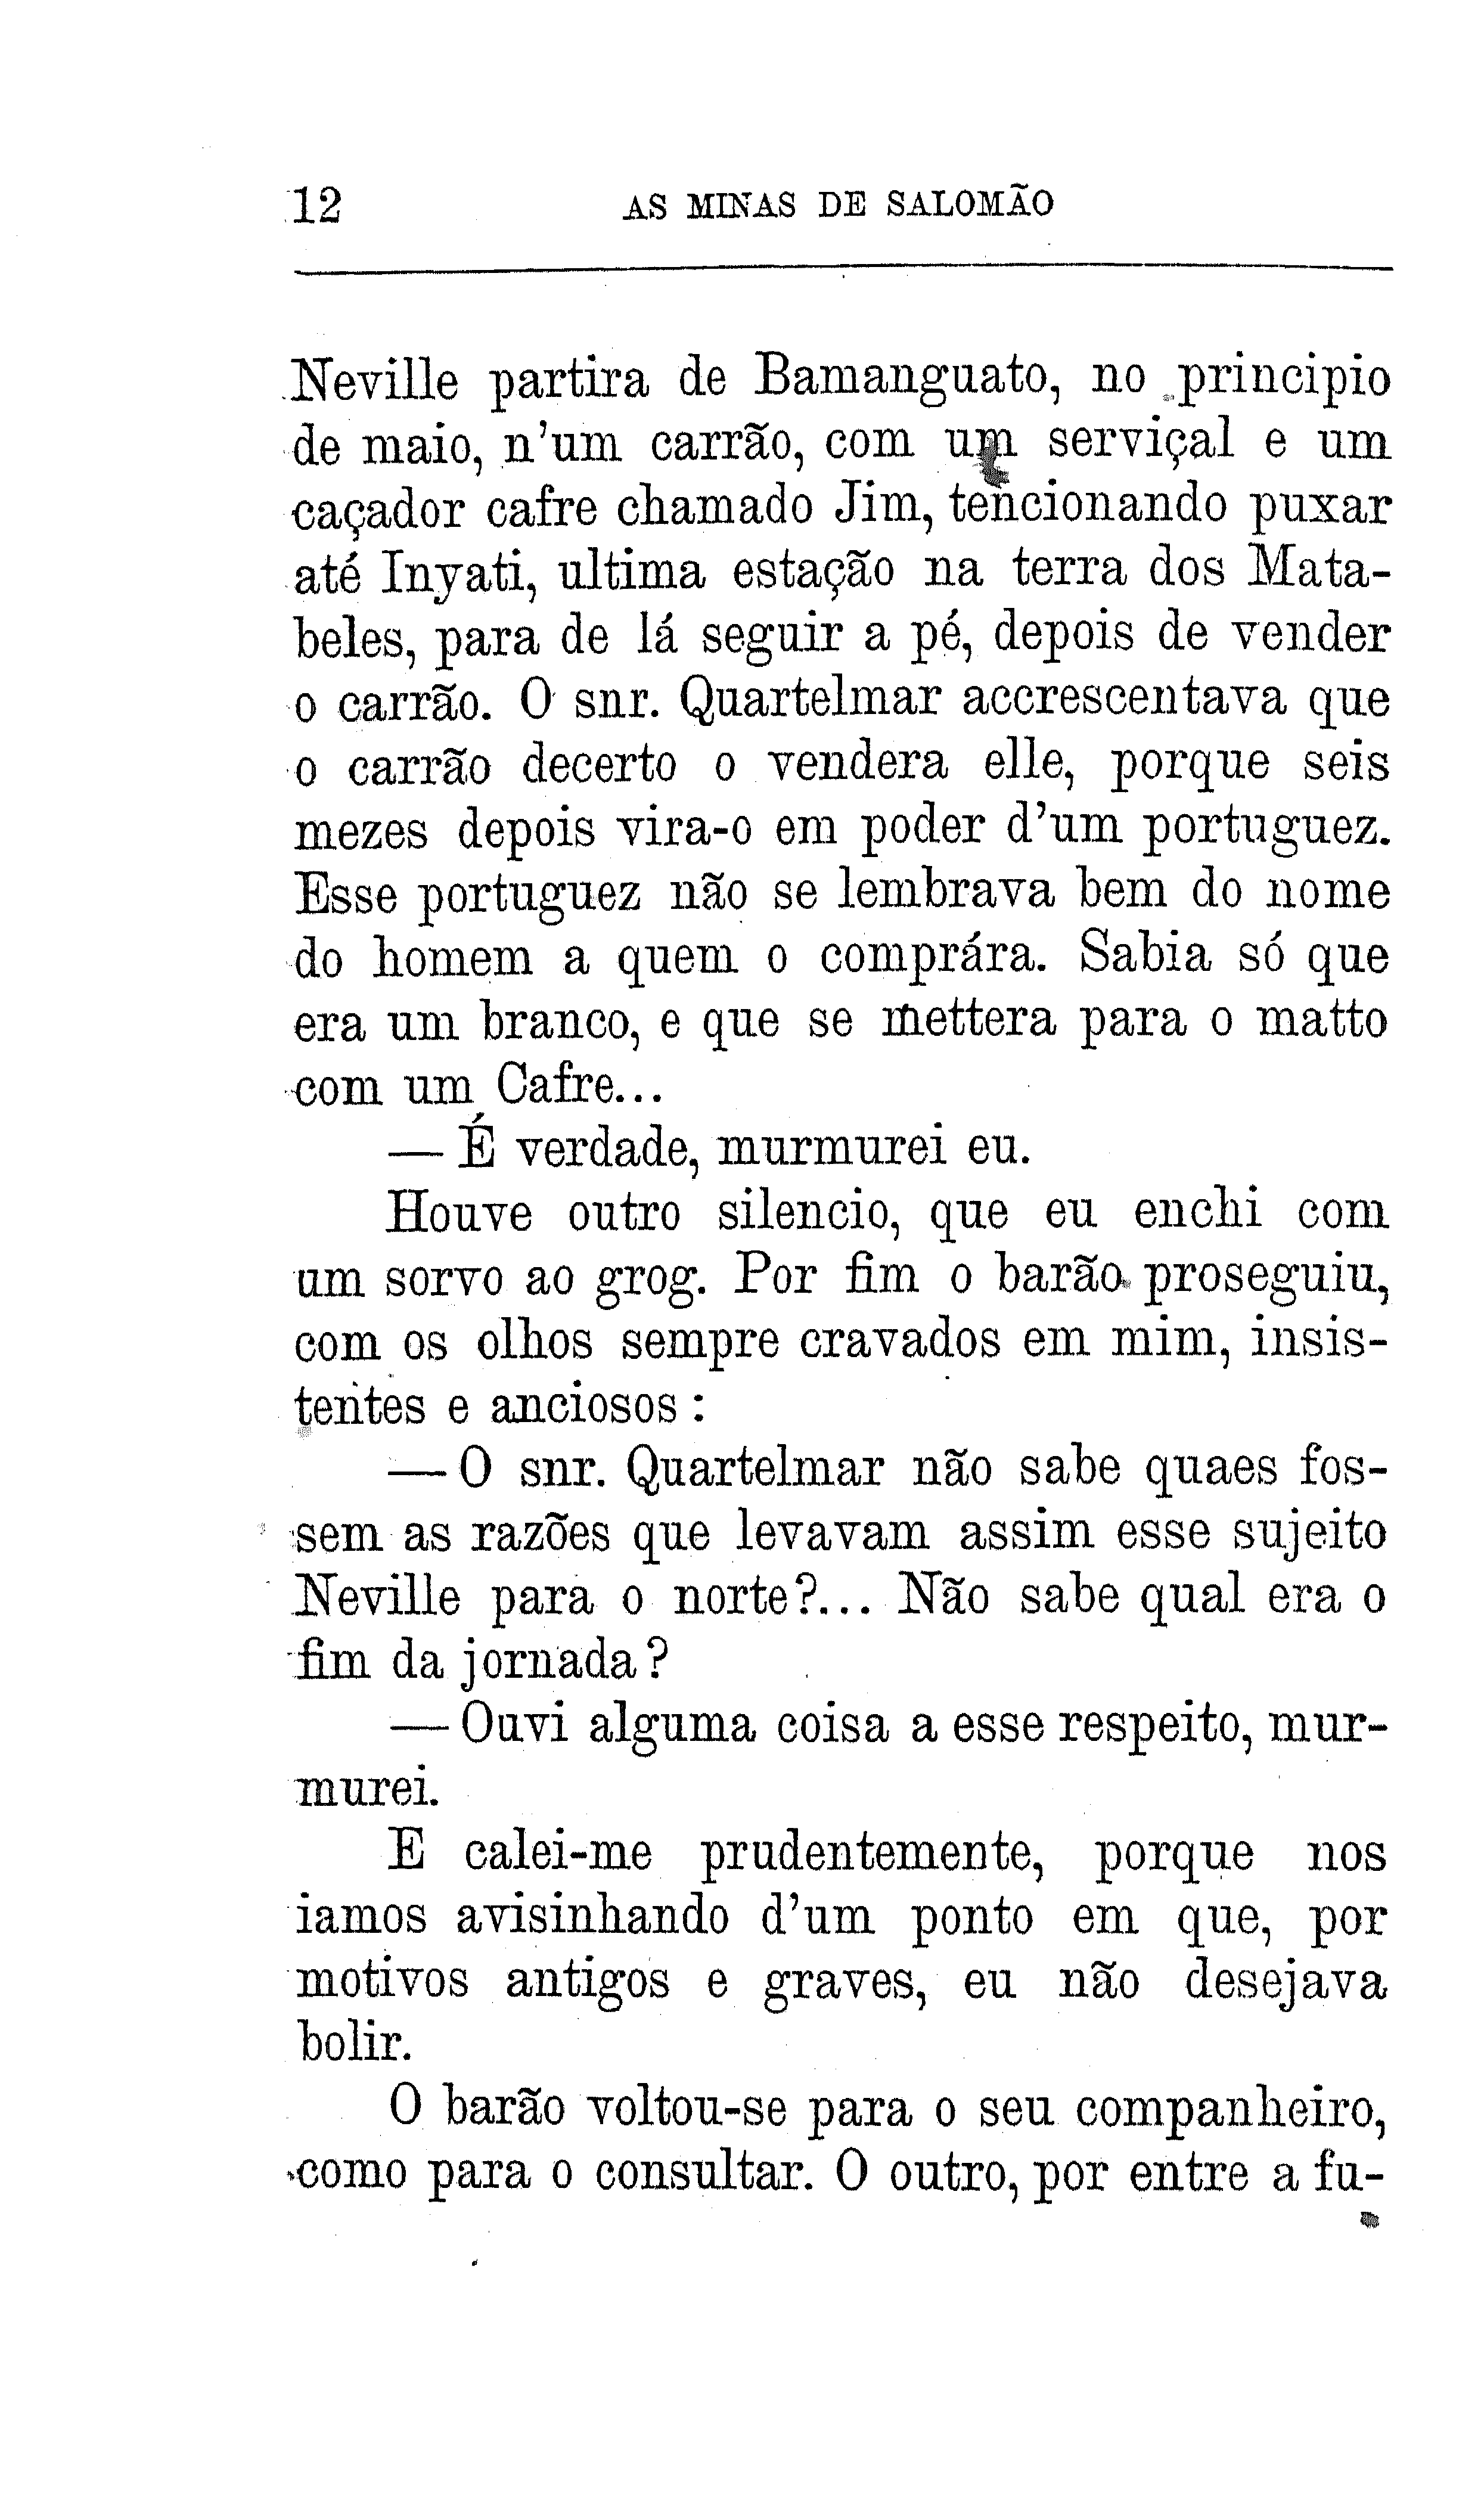 12 AS MINAS DE SALOMÃO
Neville partira de Bamanguato, no principio
de maio, n'um carrão, com um serviçal e um
caçador cafre chamado Jim, tencionando puxar
até Inyati, ultima estação na terra dos Mata-
beles, para de lá seguir a pé, depois de vender
o carrão. O snr. Quartelmar accrescentava que
o carrão decerto o vendera elle, porque seis
mezes depois vira-o em poder d'um portuguez.
Esse portuguez não se lembrava bem do nome
do homem a quem o comprára. Sabia só que
era um branco, e que se mettera para o matto
com um Cafre...
— É verdade, murmurei eu.
Houve outro silencio, que eu enchi com
um sorvo ao grog. Por fim o barão proseguiu,
com os olhos sempre cravados em mim, insis-
tentes e anciosos :
— O snr. Quartelmar não sabe quaes fos-
sem as razões que levavam assim esse sujeito
Neville para o norte?... Não sabe qual era o
fim da jornada?
— Ouvi alguma coisa a esse respeito, mur-
murei.
E calei-me prudentemente, porque nos
iamos avisinhando d'um ponto em que, por
motivos antigos e graves, eu não desejava
bolir.
O barão voltou-se para o seu companheiro,
como para o consultar. O outro, por entre a fu-